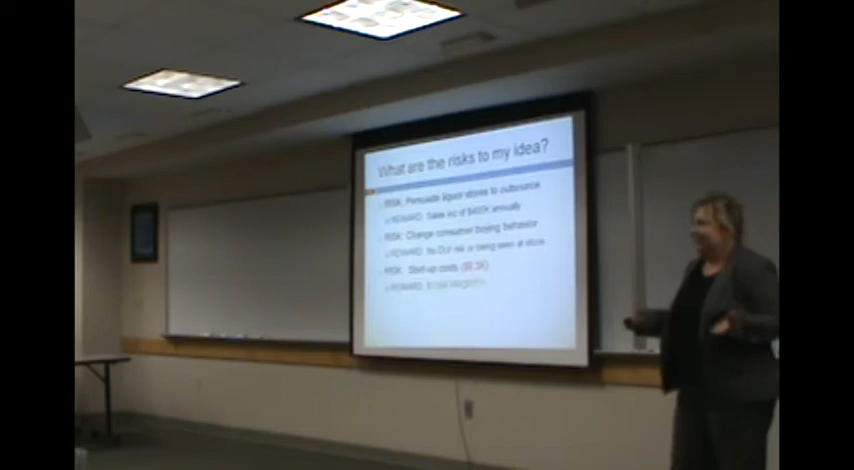 What are the risks to my idea?
RISK: Persuade liquor stores to outsource
REWARD: Sales inc of $400K annually
RISK: Change consumer buying behavior
REWARD: No DUI risk or being seen at store
RISK: Start-up costs
REWARD: